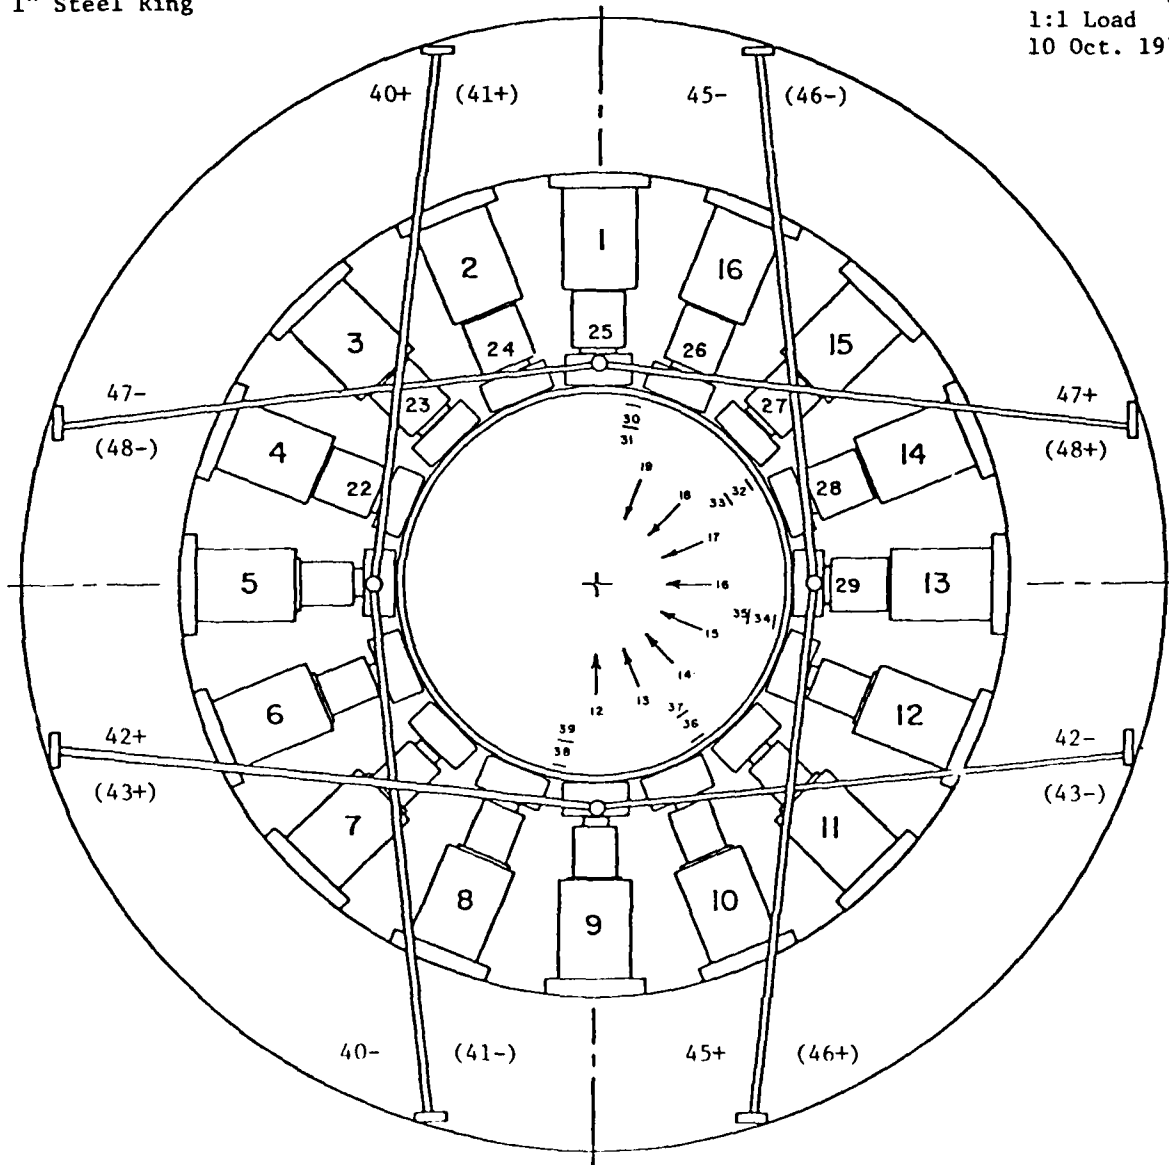 1" Steel Ring
1:1 Load
10 Oct. 19
40+ (41+) 45- (46-)
1
2 16
3 25 15
24 26
47- 23 27 47+
(48-) 4 30 14 (48+)
31
22 19 18 33 32 28
17
5 16 29 13
35 34
15
14
6 12 13 37 12
36
42+ 39 42-
38
(43+) (43-)
7 11
8 10
9
40- (41-) 45+ (46+)